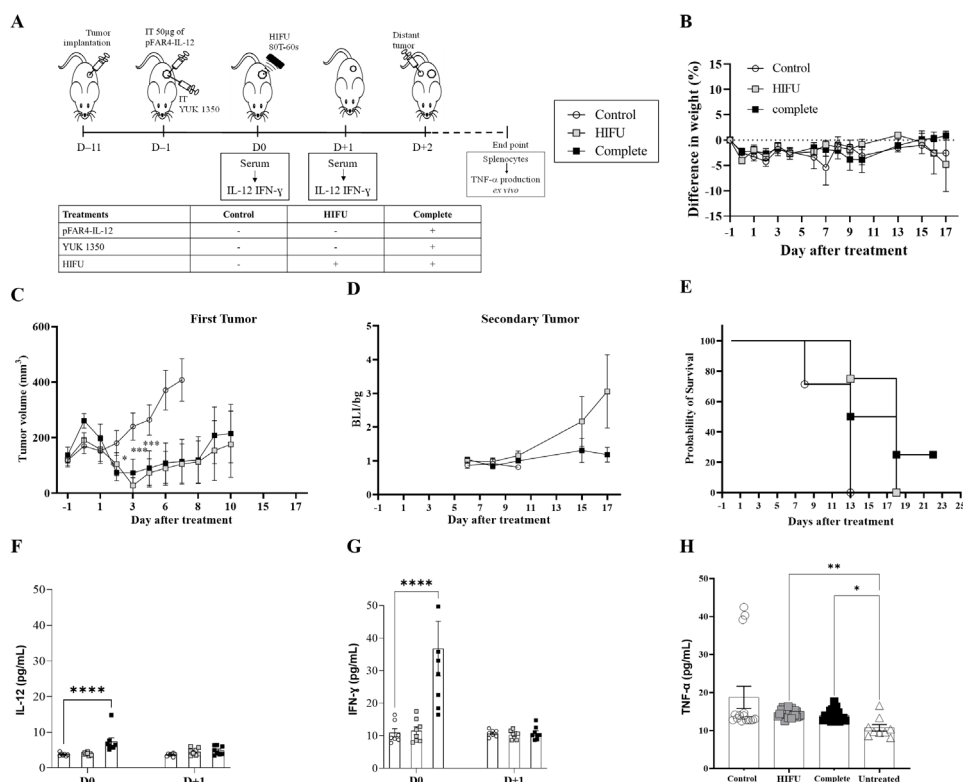 A
Tumor
implantation
IT 50µg of
pFAR4-IL-12
IT
YUK 1350
HIFU
80T-60s
Distant
tumor
D–11
D–1
D0
D+1
D+2
End point
Serum
IL-12 IFN-γ
Serum
IL-12 IFN-γ
Splenocytes
TNF-α production
ex vivo
Control
HIFU
Complete
Treatments Control HIFU Complete
pFAR4-IL-12 - - +
YUK 1350 - - +
HIFU - + +
B
Difference in weight (%)
15
10
5
0
-5
-10
-15
Control
HIFU
complete
-1 1 3 5 7 9 11 13 15 17
Day after treatment
C
First Tumor
Tumor volume (mm³)
600
400
200
0
*
***
***
-1 1 3 6 8 10 15 17
Day after treatment
D
Secondary Tumor
BLI/bg
5
4
3
2
1
0
-1 1 2 4 6 8 10 15 17
Day after treatment
E
Probability of Survival
100
80
60
40
20
0
-1 1 3 5 7 9 11 13 15 17 19 21 23 25
Days after treatment
F
IL-12 (pg/mL)
50
40
30
20
10
0
****
D0 D+1
G
IFN-γ (pg/mL)
50
40
30
20
10
0
****
D0 D+1
H
TNF-α (pg/mL)
50
40
30
20
10
0
**
*
Control HIFU Complete Untreated